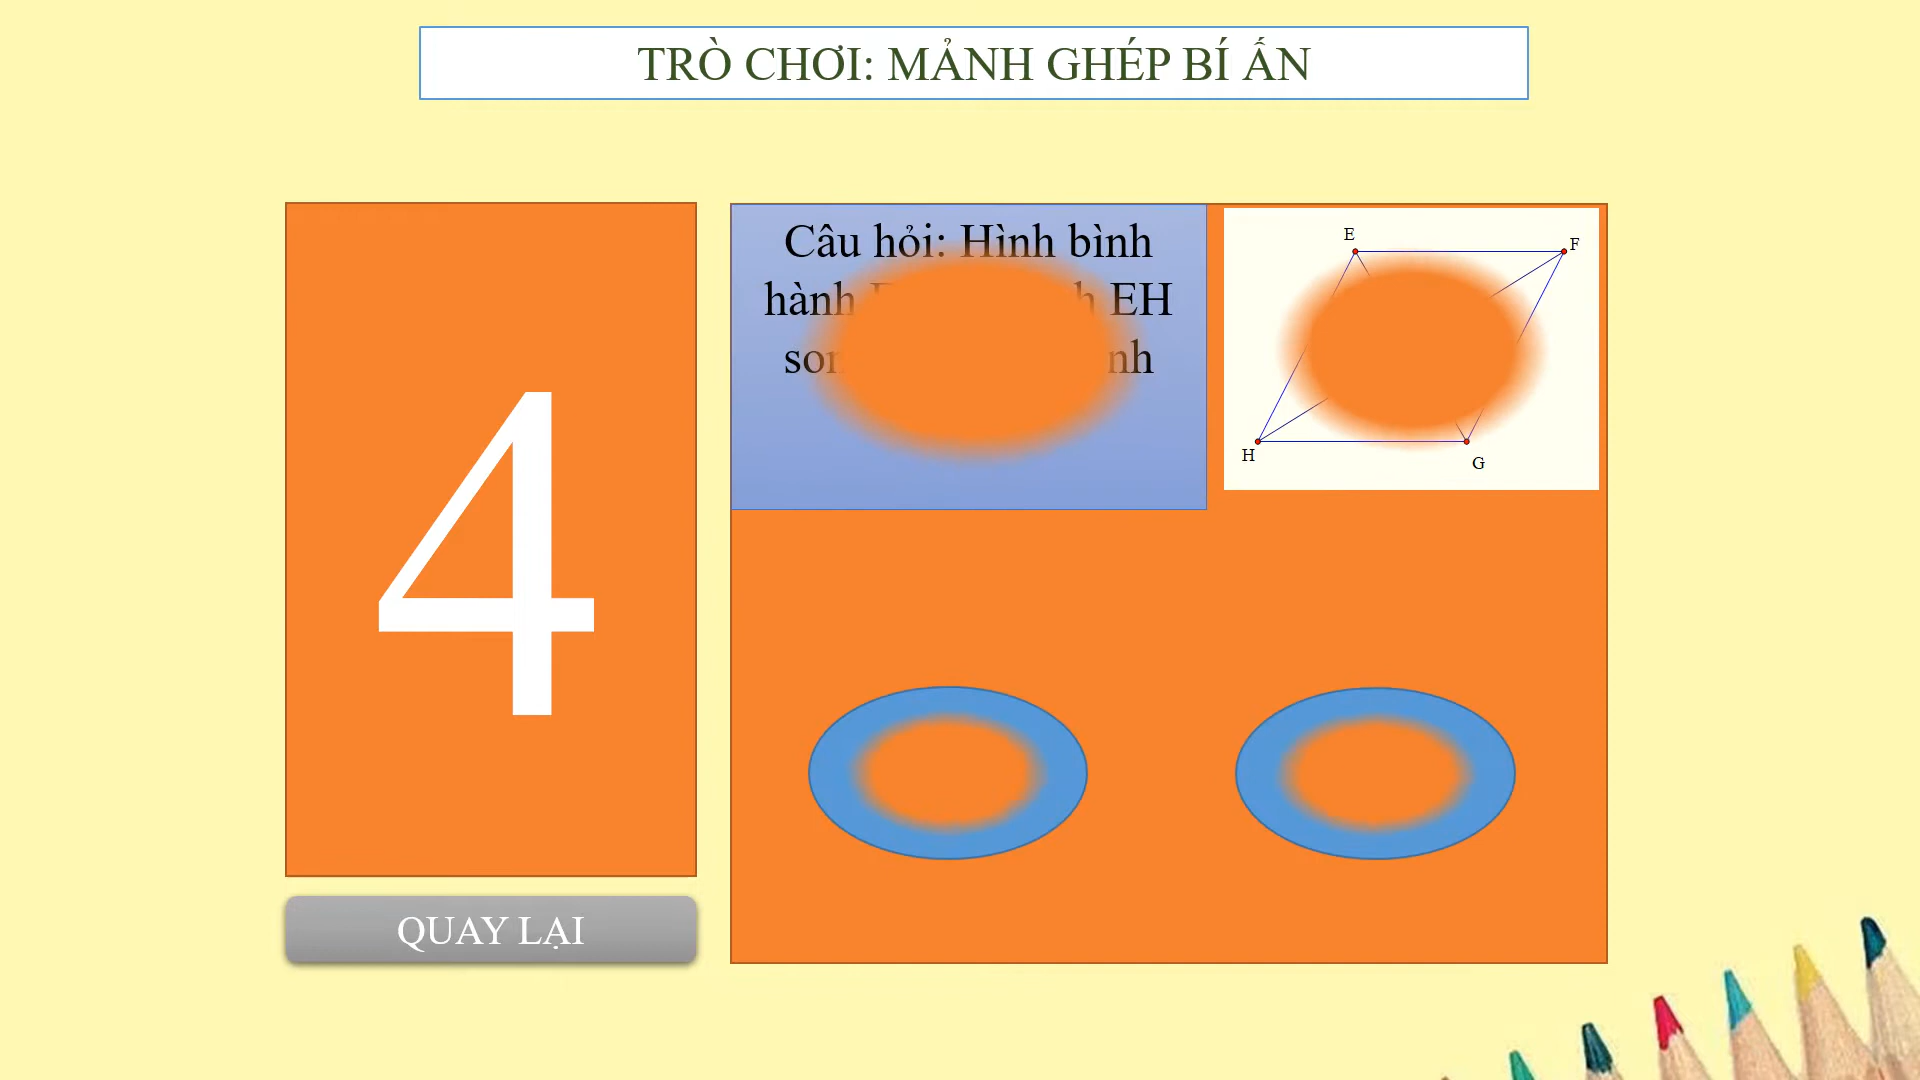 TRÒ CHƠI: MẢNH GHÉP BÍ ẨN
4
Câu hỏi: Hình bình
hành EH
nh
E
F
H
G
QUAY LẠI